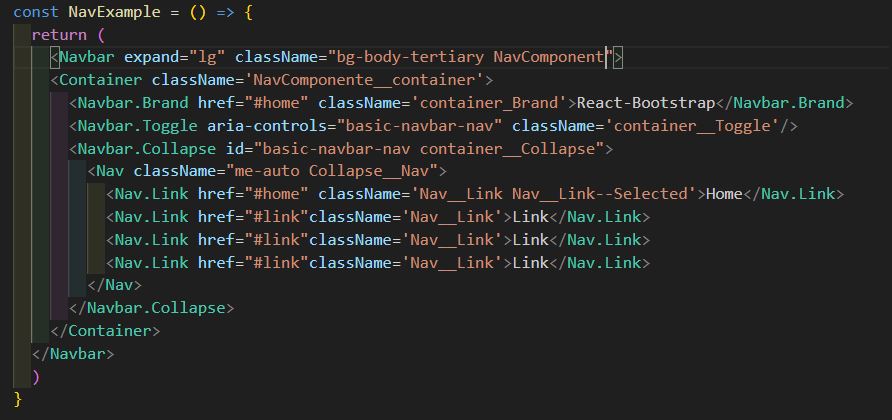 const NavExample = () => {
  return (
    <Navbar expand="lg" className="bg-body-tertiary NavComponent">
    <Container className='NavComponente__container'>
      <Navbar.Brand href="#home" className='container_Brand'>React-Bootstrap</Navbar.Brand>
      <Navbar.Toggle aria-controls="basic-navbar-nav" className='container__Toggle'/>
      <Navbar.Collapse id="basic-navbar-nav container__Collapse">
        <Nav className="me-auto Collapse__Nav">
          <Nav.Link href="#home" className='Nav__Link Nav__Link--Selected'>Home</Nav.Link>
          <Nav.Link href="#link"className='Nav__Link'>Link</Nav.Link>
          <Nav.Link href="#link"className='Nav__Link'>Link</Nav.Link>
          <Nav.Link href="#link"className='Nav__Link'>Link</Nav.Link>
        </Nav>
      </Navbar.Collapse>
    </Container>
  </Navbar>
  )
}